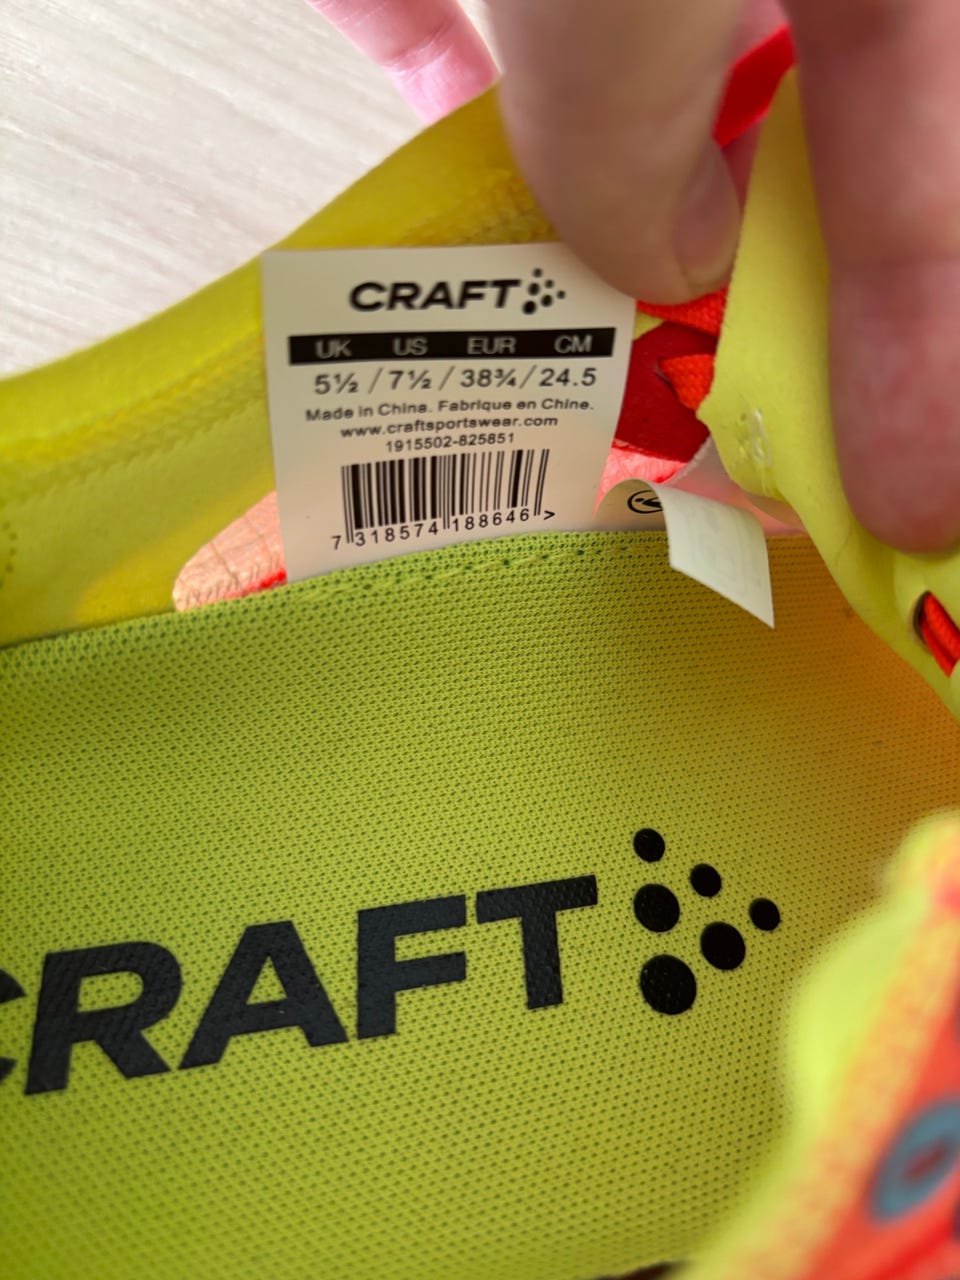 CRAFT
UK US EUR CM
5½ / 7½ / 38¾ / 24.5
Made in China. Fabrique en Chine.
www.craftsportswear.com
1915502-825851
7 318574 188646 >
CRAFT